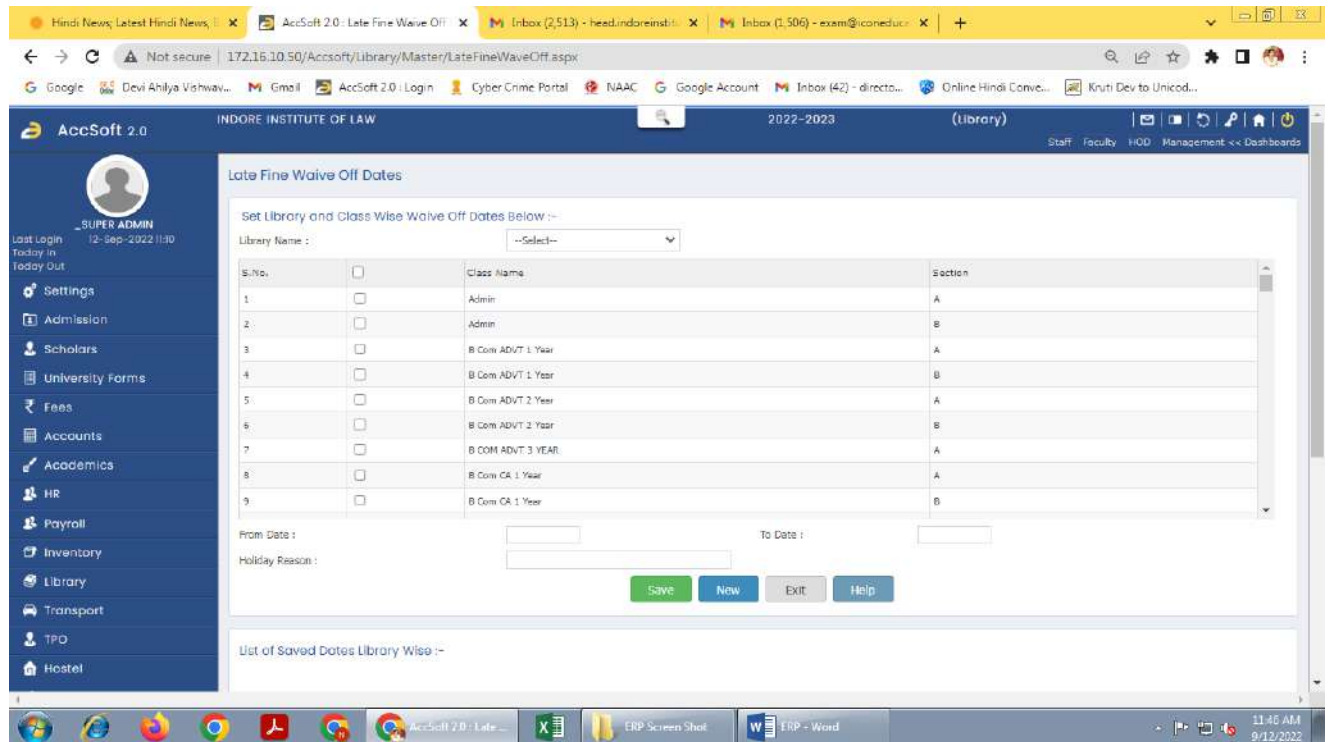 Hindi News; Latest Hindi News,
AccSoft 2.0 : Late Fine Waive Off
Inbox (2,513) - head.indoreinstitu
Inbox (1,506) - exam@iconeduca
Not secure | 172.16.10.50/Accsoft/Library/Master/LateFineWaveOff.aspx
Google
Devi Ahilya Vishwav...
Gmail
AccSoft 2.0 : Login
Cyber Crime Portal
NAAC
Google Account
Inbox (42) - directo...
Online Hindi Conve...
Kruti Dev to Unicod...
AccSoft 2.0
INDORE INSTITUTE OF LAW
2022-2023
(Library)
Staff Faculty HOD Management << Dashboards
_SUPER ADMIN
Last Login 12-Sep-2022 11:10
Today In
Today Out
Settings
Admission
Scholars
University Forms
Fees
Accounts
Academics
HR
Payroll
Inventory
Library
Transport
TPO
Hostel
Late Fine Waive Off Dates
Set Library and Class Wise Waive Off Dates Below :-
Library Name : --Select--
S.No. Class Name Section
1 Admin A
2 Admin B
3 B Com ADVT 1 Year A
4 B Com ADVT 1 Year B
5 B Com ADVT 2 Year A
6 B Com ADVT 2 Year B
7 B COM ADVT 3 YEAR A
8 B Com CA 1 Year A
9 B Com CA 1 Year B
From Date : To Date :
Holiday Reason :
Save New Exit Help
List of Saved Dates Library Wise :-
AccSoft 2.0 : Late ...
ERP Screen Shot
ERP - Word
11:46 AM
9/12/2022